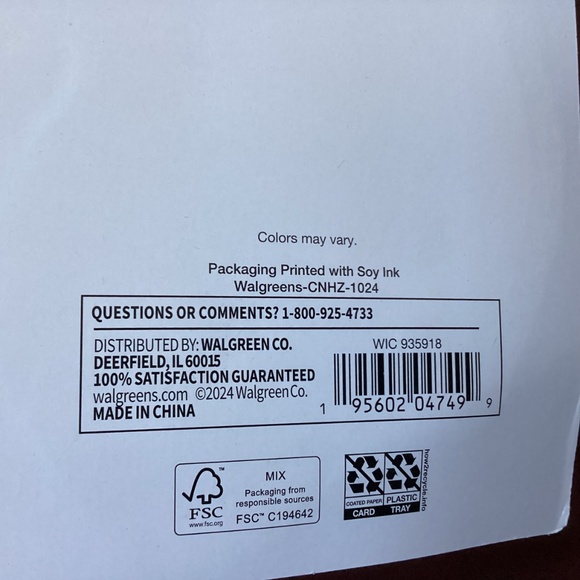 Colors may vary.
Packaging Printed with Soy Ink
Walgreens-CNHZ-1024
QUESTIONS OR COMMENTS? 1-800-925-4733
DISTRIBUTED BY: WALGREEN CO.
DEERFIELD, IL 60015
100% SATISFACTION GUARANTEED
walgreens.com ©2024 Walgreen Co.
MADE IN CHINA
WIC 935918
1 95602 04749 9
FSC
www.fsc.org
MIX
Packaging from
responsible sources
FSC™ C194642
COATED PAPER
CARD
PLASTIC
TRAY
how2recycle.info